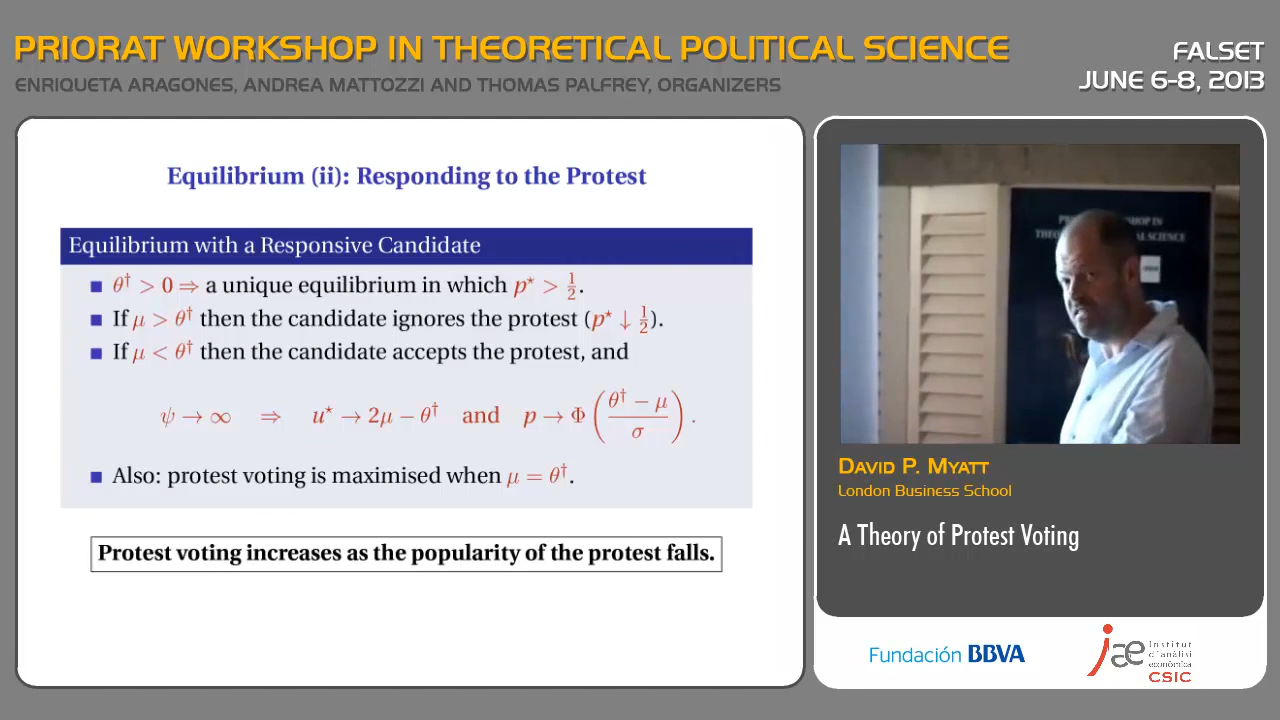 PRIORAT WORKSHOP IN THEORETICAL POLITICAL SCIENCE
ENRIQUETA ARAGONES, ANDREA MATTOZZI AND THOMAS PALFREY, ORGANIZERS
FALSET
JUNE 6-8, 2013
Equilibrium (ii): Responding to the Protest
Equilibrium with a Responsive Candidate
■ θ† > 0 ⇒ a unique equilibrium in which p⋆ > 1/2.
■ If μ > θ† then the candidate ignores the protest (p⋆ ↓ 1/2).
■ If μ < θ† then the candidate accepts the protest, and
ψ → ∞ ⇒ u⋆ → 2μ − θ† and p → Φ((θ† − μ)/σ).
■ Also: protest voting is maximised when μ = θ†.
Protest voting increases as the popularity of the protest falls.
DAVID P. MYATT
London Business School
A Theory of Protest Voting
Fundación BBVA
iae Institut d'anàlisi econòmica CSIC